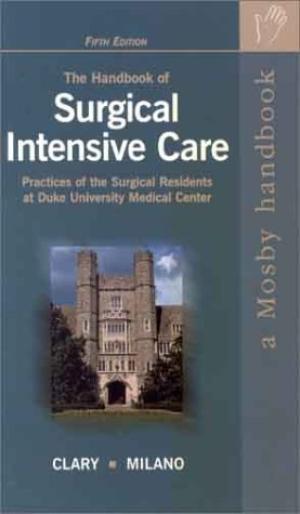 FIFTH EDITION
The Handbook of
Surgical
Intensive Care
Practices of the Surgical Residents
at Duke University Medical Center
CLARY ■ MILANO
a Mosby handbook